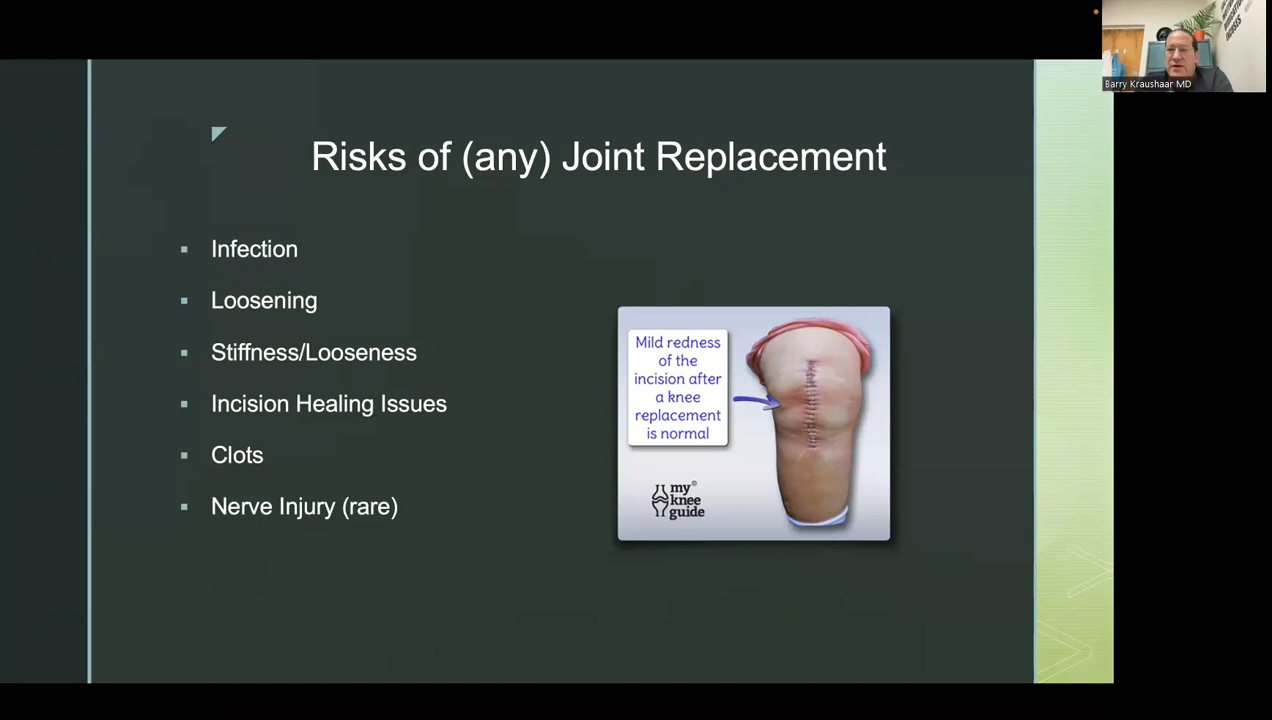 Barry Kraushaar MD
Risks of (any) Joint Replacement
Infection
Loosening
Stiffness/Looseness
Incision Healing Issues
Clots
Nerve Injury (rare)
Mild redness
of the
incision after
a knee
replacement
is normal
my®
knee
guide